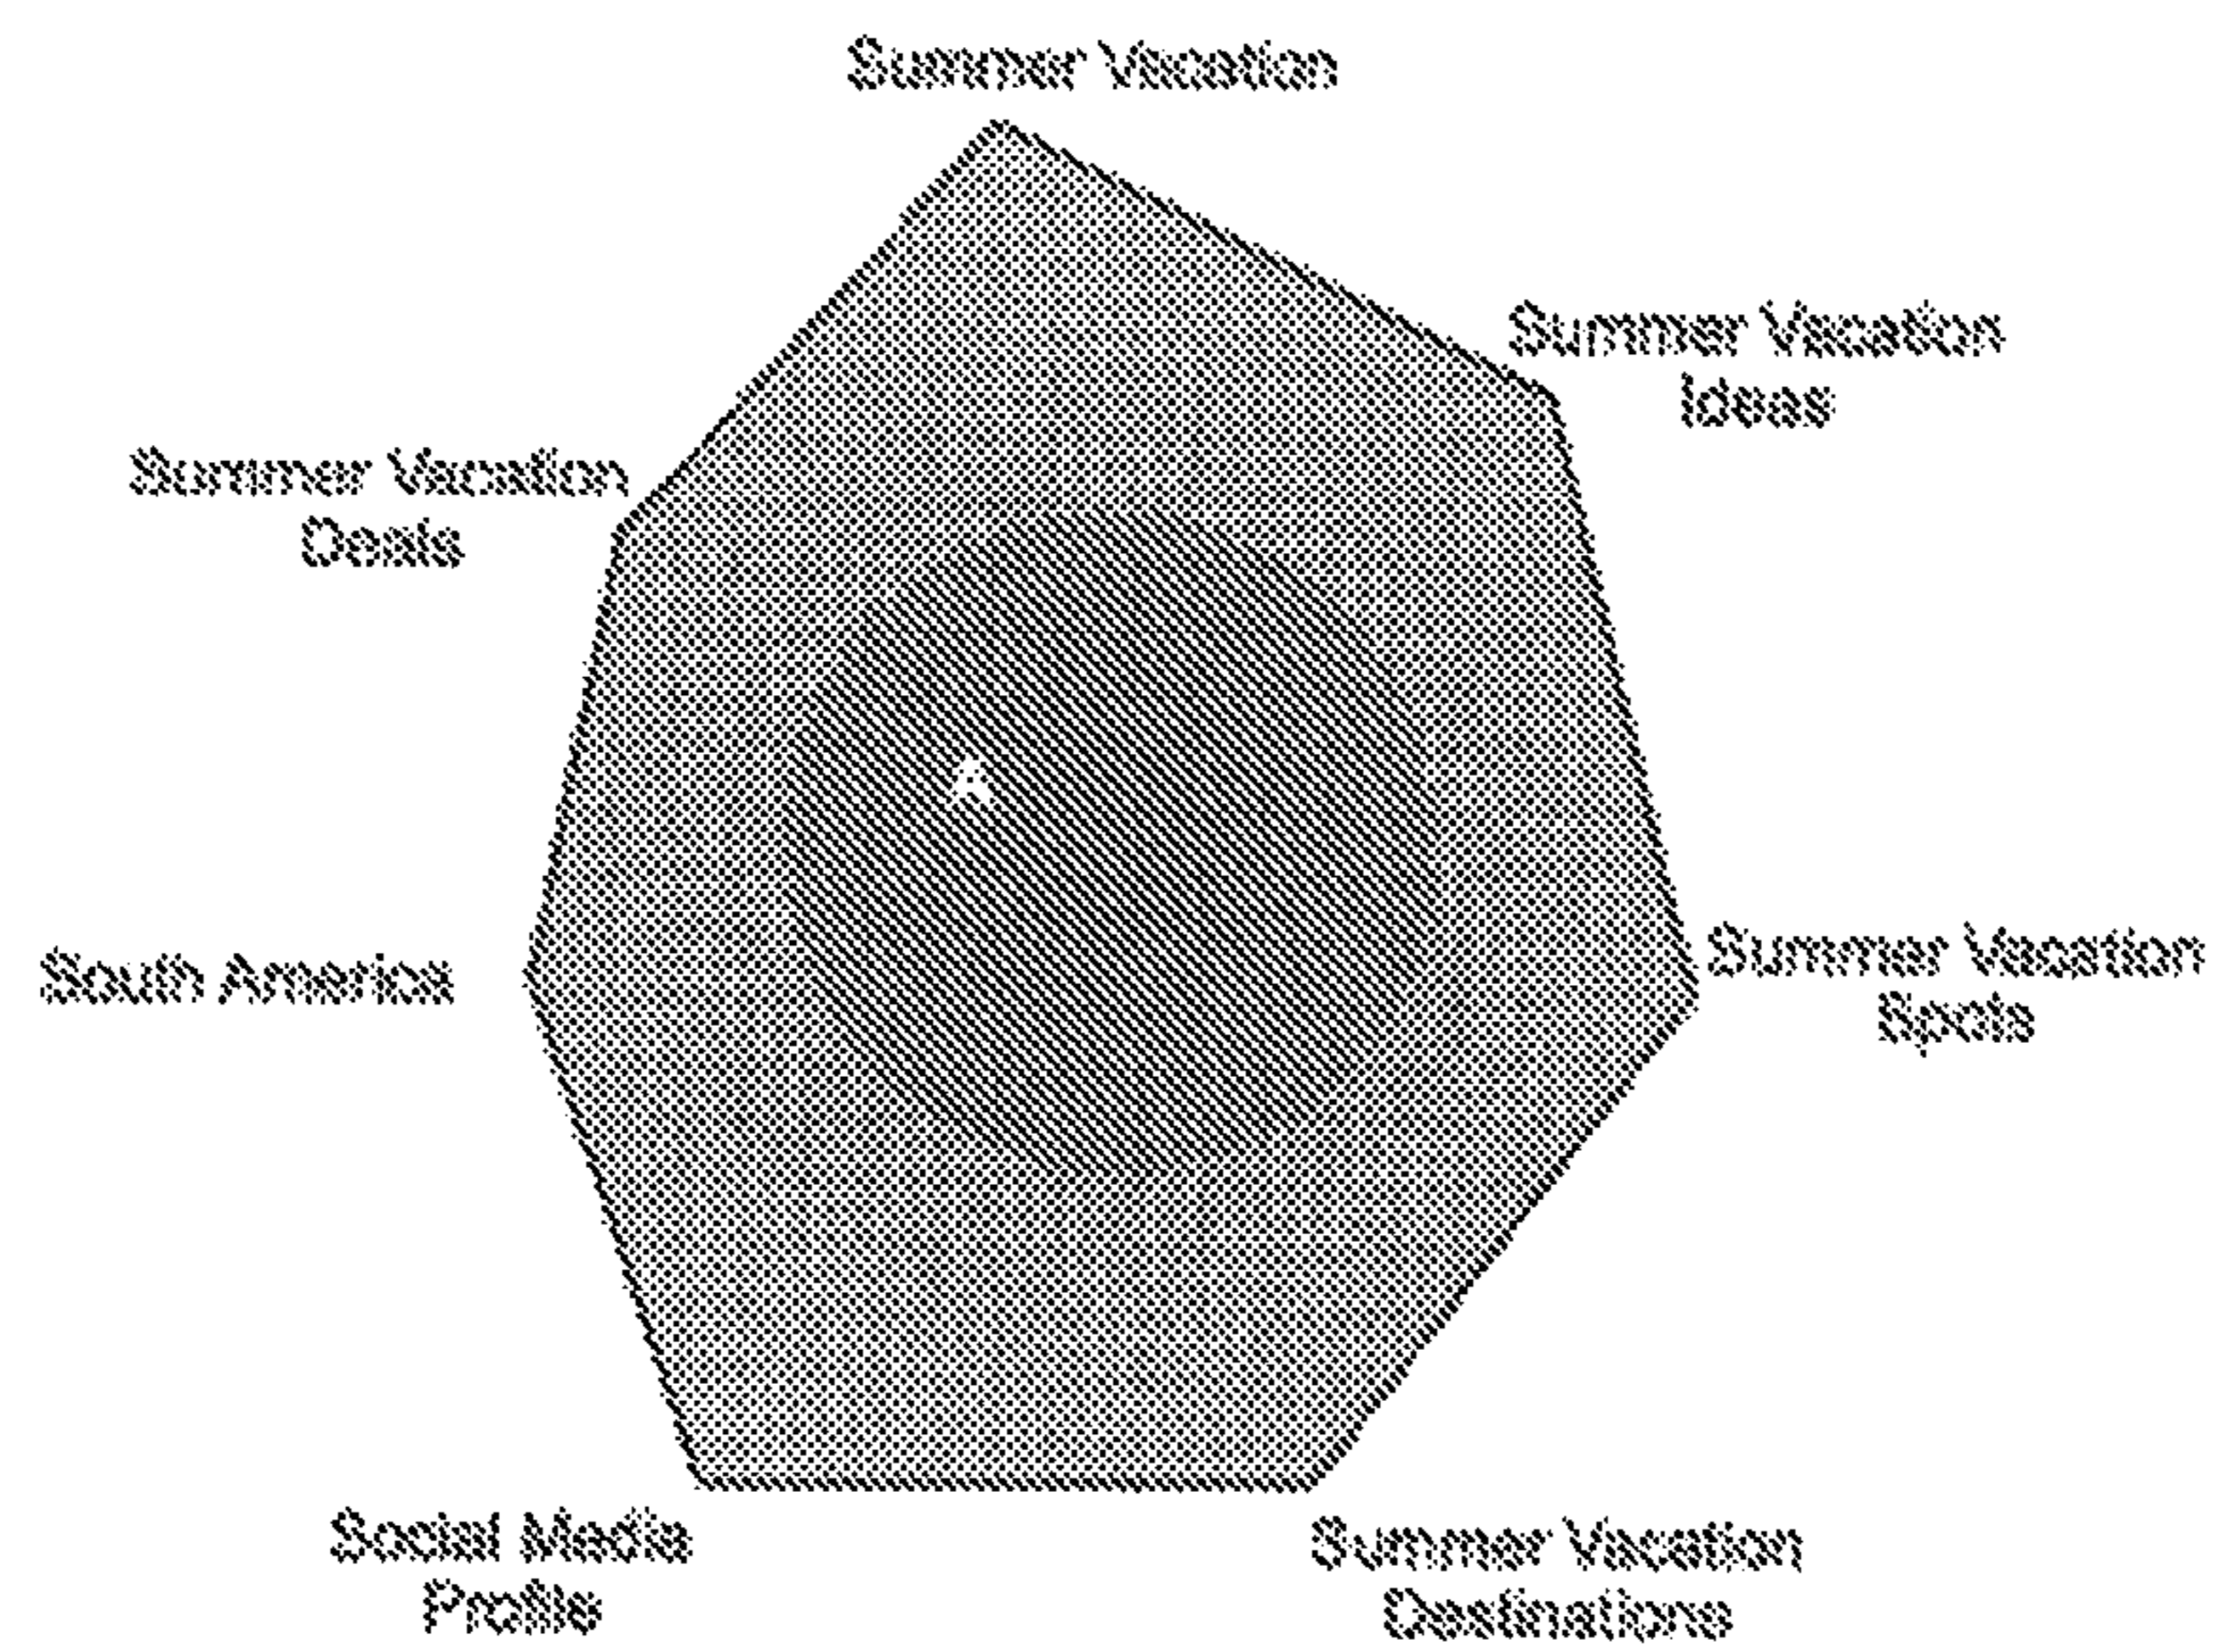 Summer Vacation
Summer Vacation
Ideas
Summer Vacation
Deals
A
South America
Summer Vacation
Spots
Social Media
Profile
Summer Vacation
Destinations